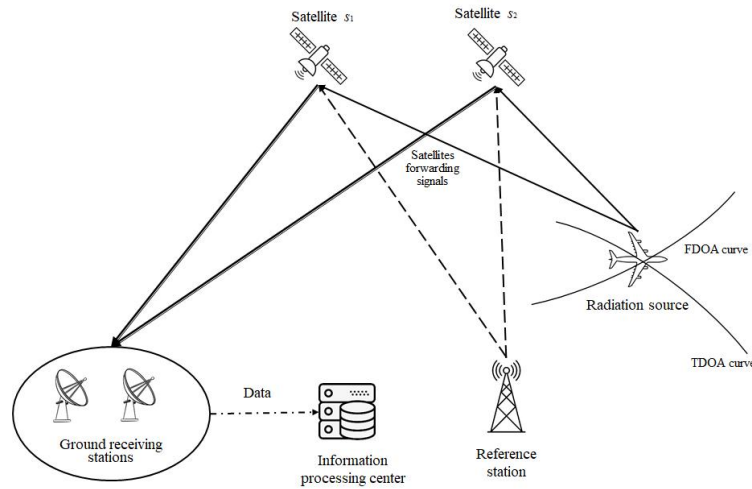 Satellite s1
Satellite s2
Satellites
forwarding
signals
FDOA curve
Radiation source
TDOA curve
Data
Ground receiving
stations
Information
processing center
Reference
station